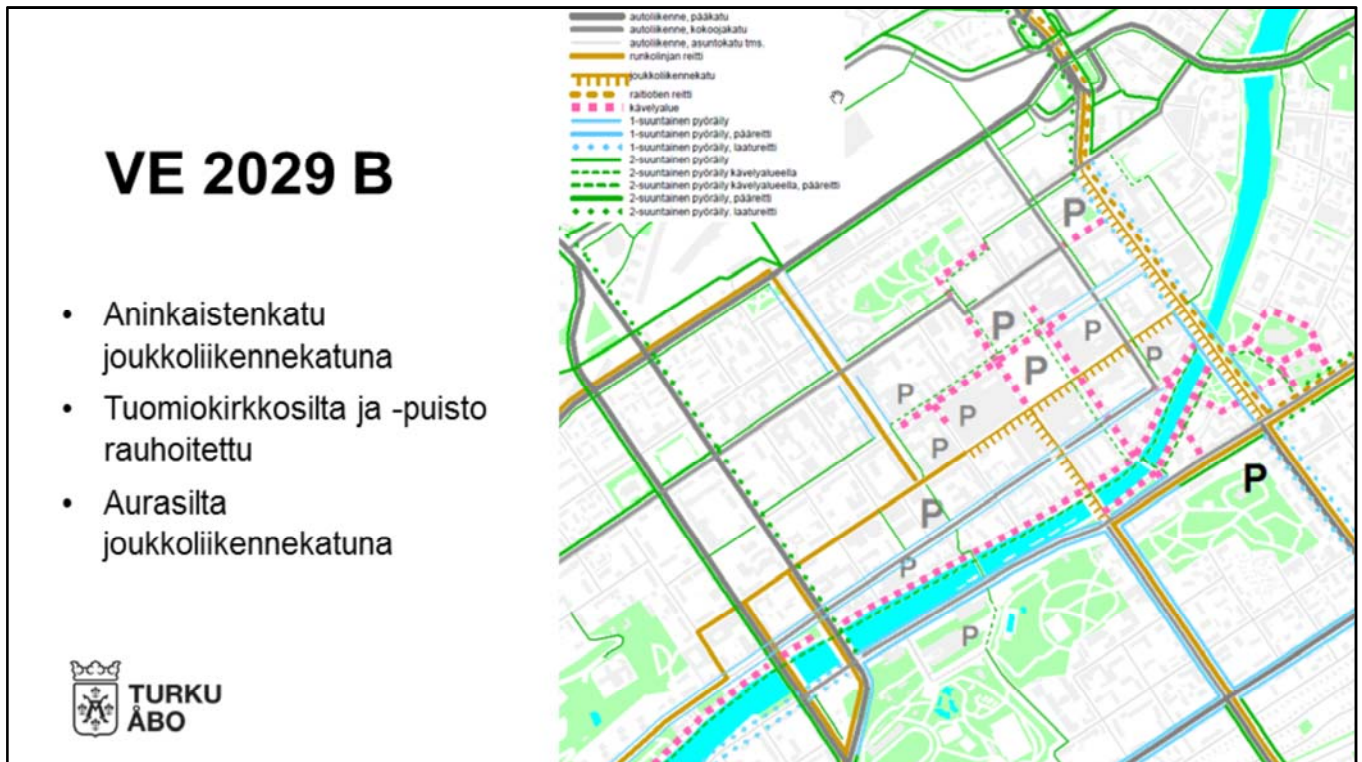 VE 2029 B
• Aninkaistenkatu
joukkoliikennekatuna
• Tuomiokirkkosilta ja -puisto
rauhoitettu
• Aurasilta
joukkoliikennekatuna
TURKU
ÅBO
autoliikenne, pääkatu
autoliikenne, kokoojakatu
autoliikenne, asuntokatu tms.
runkolinjan reitti
joukkoliikennekatu
raitiotien reitti
kävelyalue
1-suuntainen pyöräily
1-suuntainen pyöräily, pääreitti
1-suuntainen pyöräily, laatureitti
2-suuntainen pyöräily
2-suuntainen pyöräily kävelyalueella
2-suuntainen pyöräily kävelyalueella, pääreitti
2-suuntainen pyöräily, pääreitti
2-suuntainen pyöräily, laatureitti
P
P
P
P
P
P
P
P
P
P
P
P